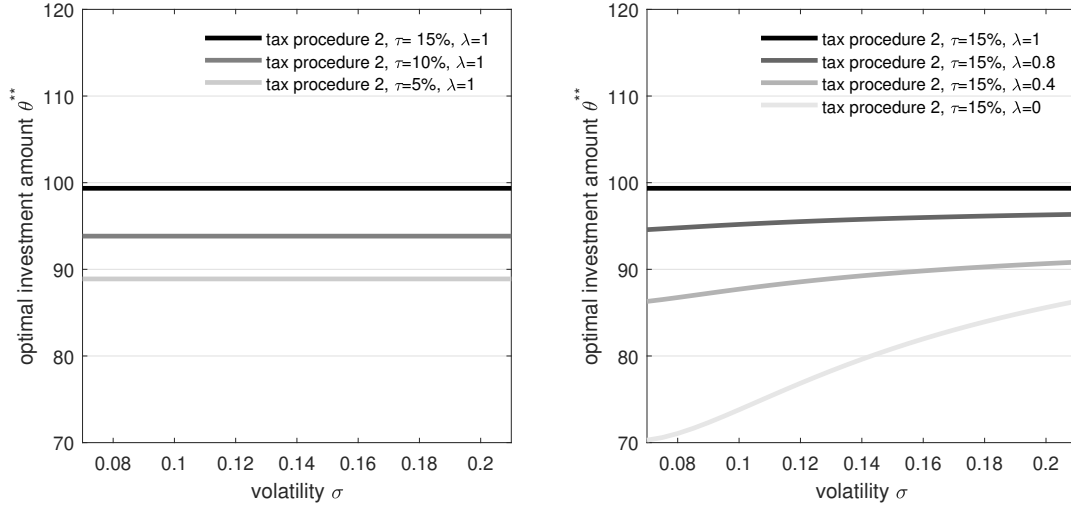 120
110
100
90
80
70
optimal investment amount θ**
tax procedure 2, τ= 15%, λ=1
tax procedure 2, τ=10%, λ=1
tax procedure 2, τ=5%, λ=1
0.08 0.1 0.12 0.14 0.16 0.18 0.2
volatility σ
120
110
100
90
80
70
optimal investment amount θ**
tax procedure 2, τ=15%, λ=1
tax procedure 2, τ=15%, λ=0.8
tax procedure 2, τ=15%, λ=0.4
tax procedure 2, τ=15%, λ=0
0.08 0.1 0.12 0.14 0.16 0.18 0.2
volatility σ